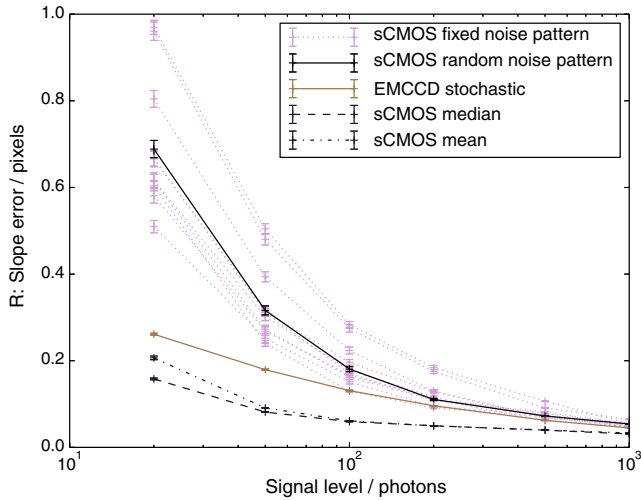 R: Slope error / pixels
1.0
0.8
0.6
0.4
0.2
0.0
sCMOS fixed noise pattern
sCMOS random noise pattern
EMCCD stochastic
sCMOS median
sCMOS mean
10¹
10²
10³
Signal level / photons